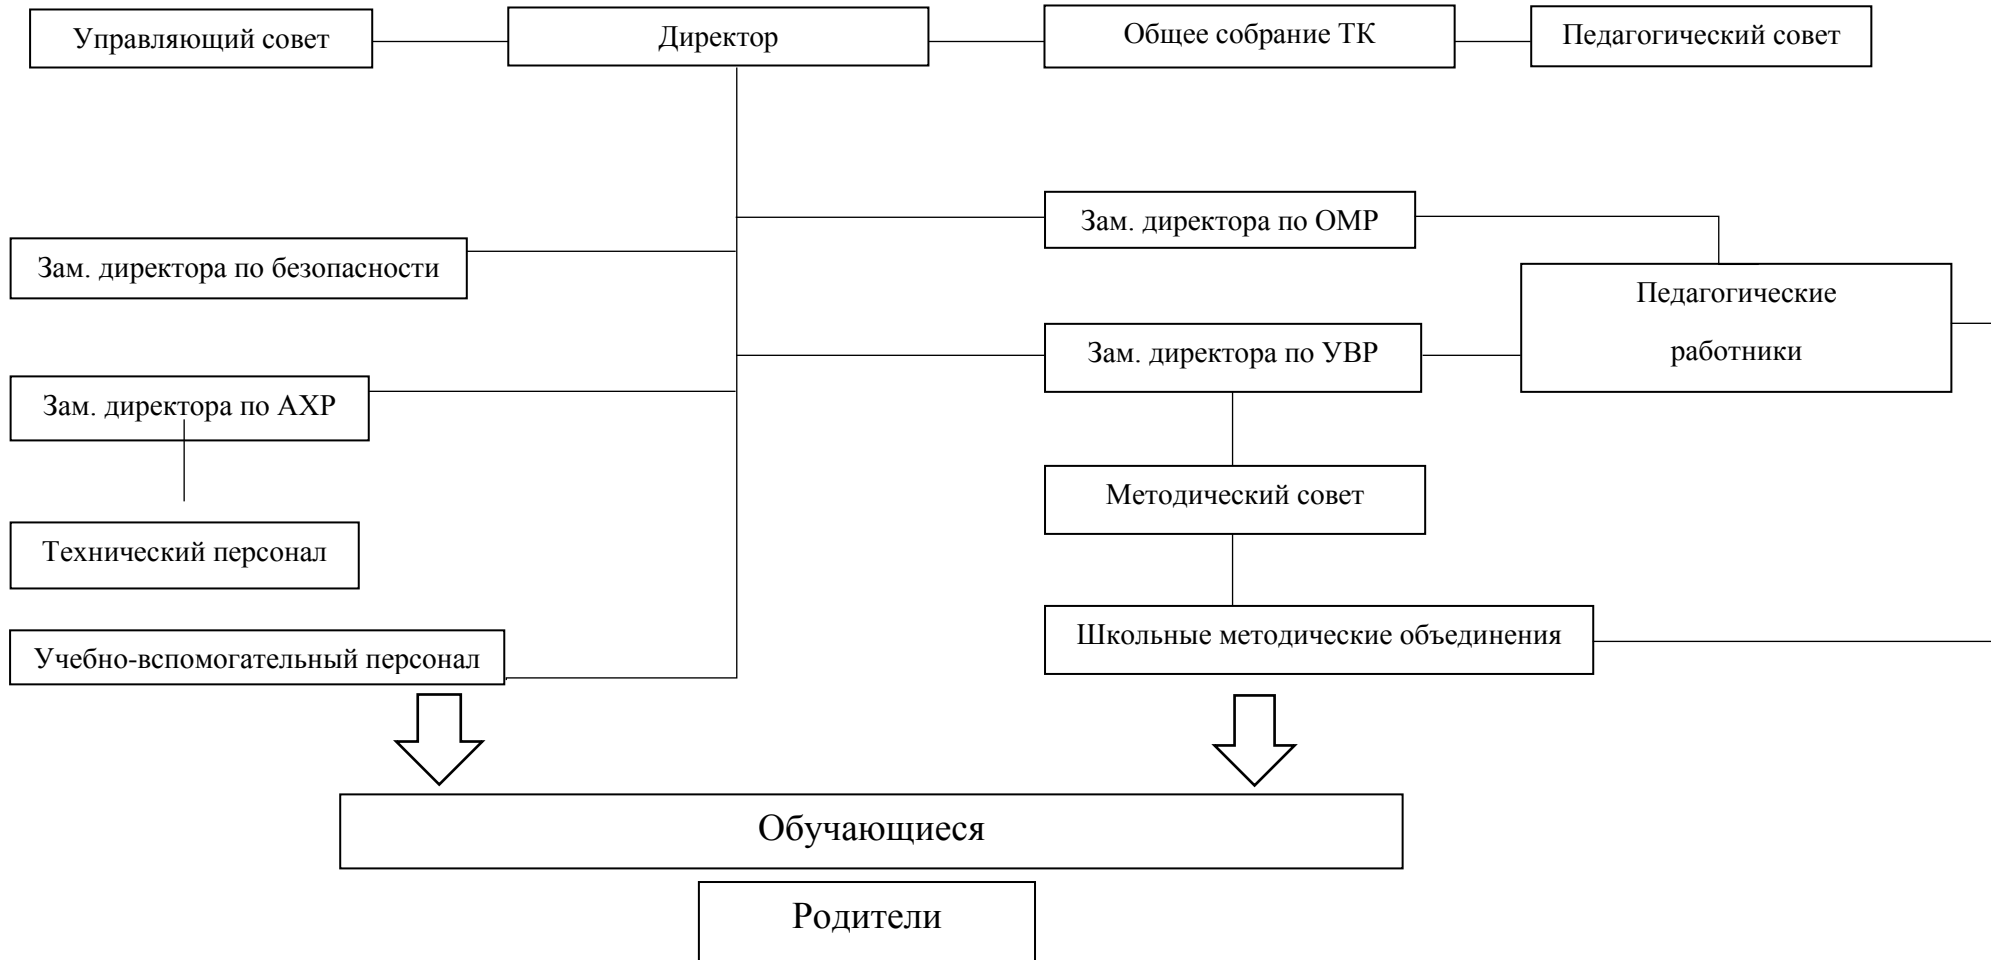 Управляющий совет
Директор
Общее собрание ТК
Педагогический совет
Зам. директора по ОМР
Зам. директора по безопасности
Педагогические
работники
Зам. директора по УВР
Зам. директора по АХР
Методический совет
Технический персонал
Школьные методические объединения
Учебно-вспомогательный персонал
Обучающиеся
Родители